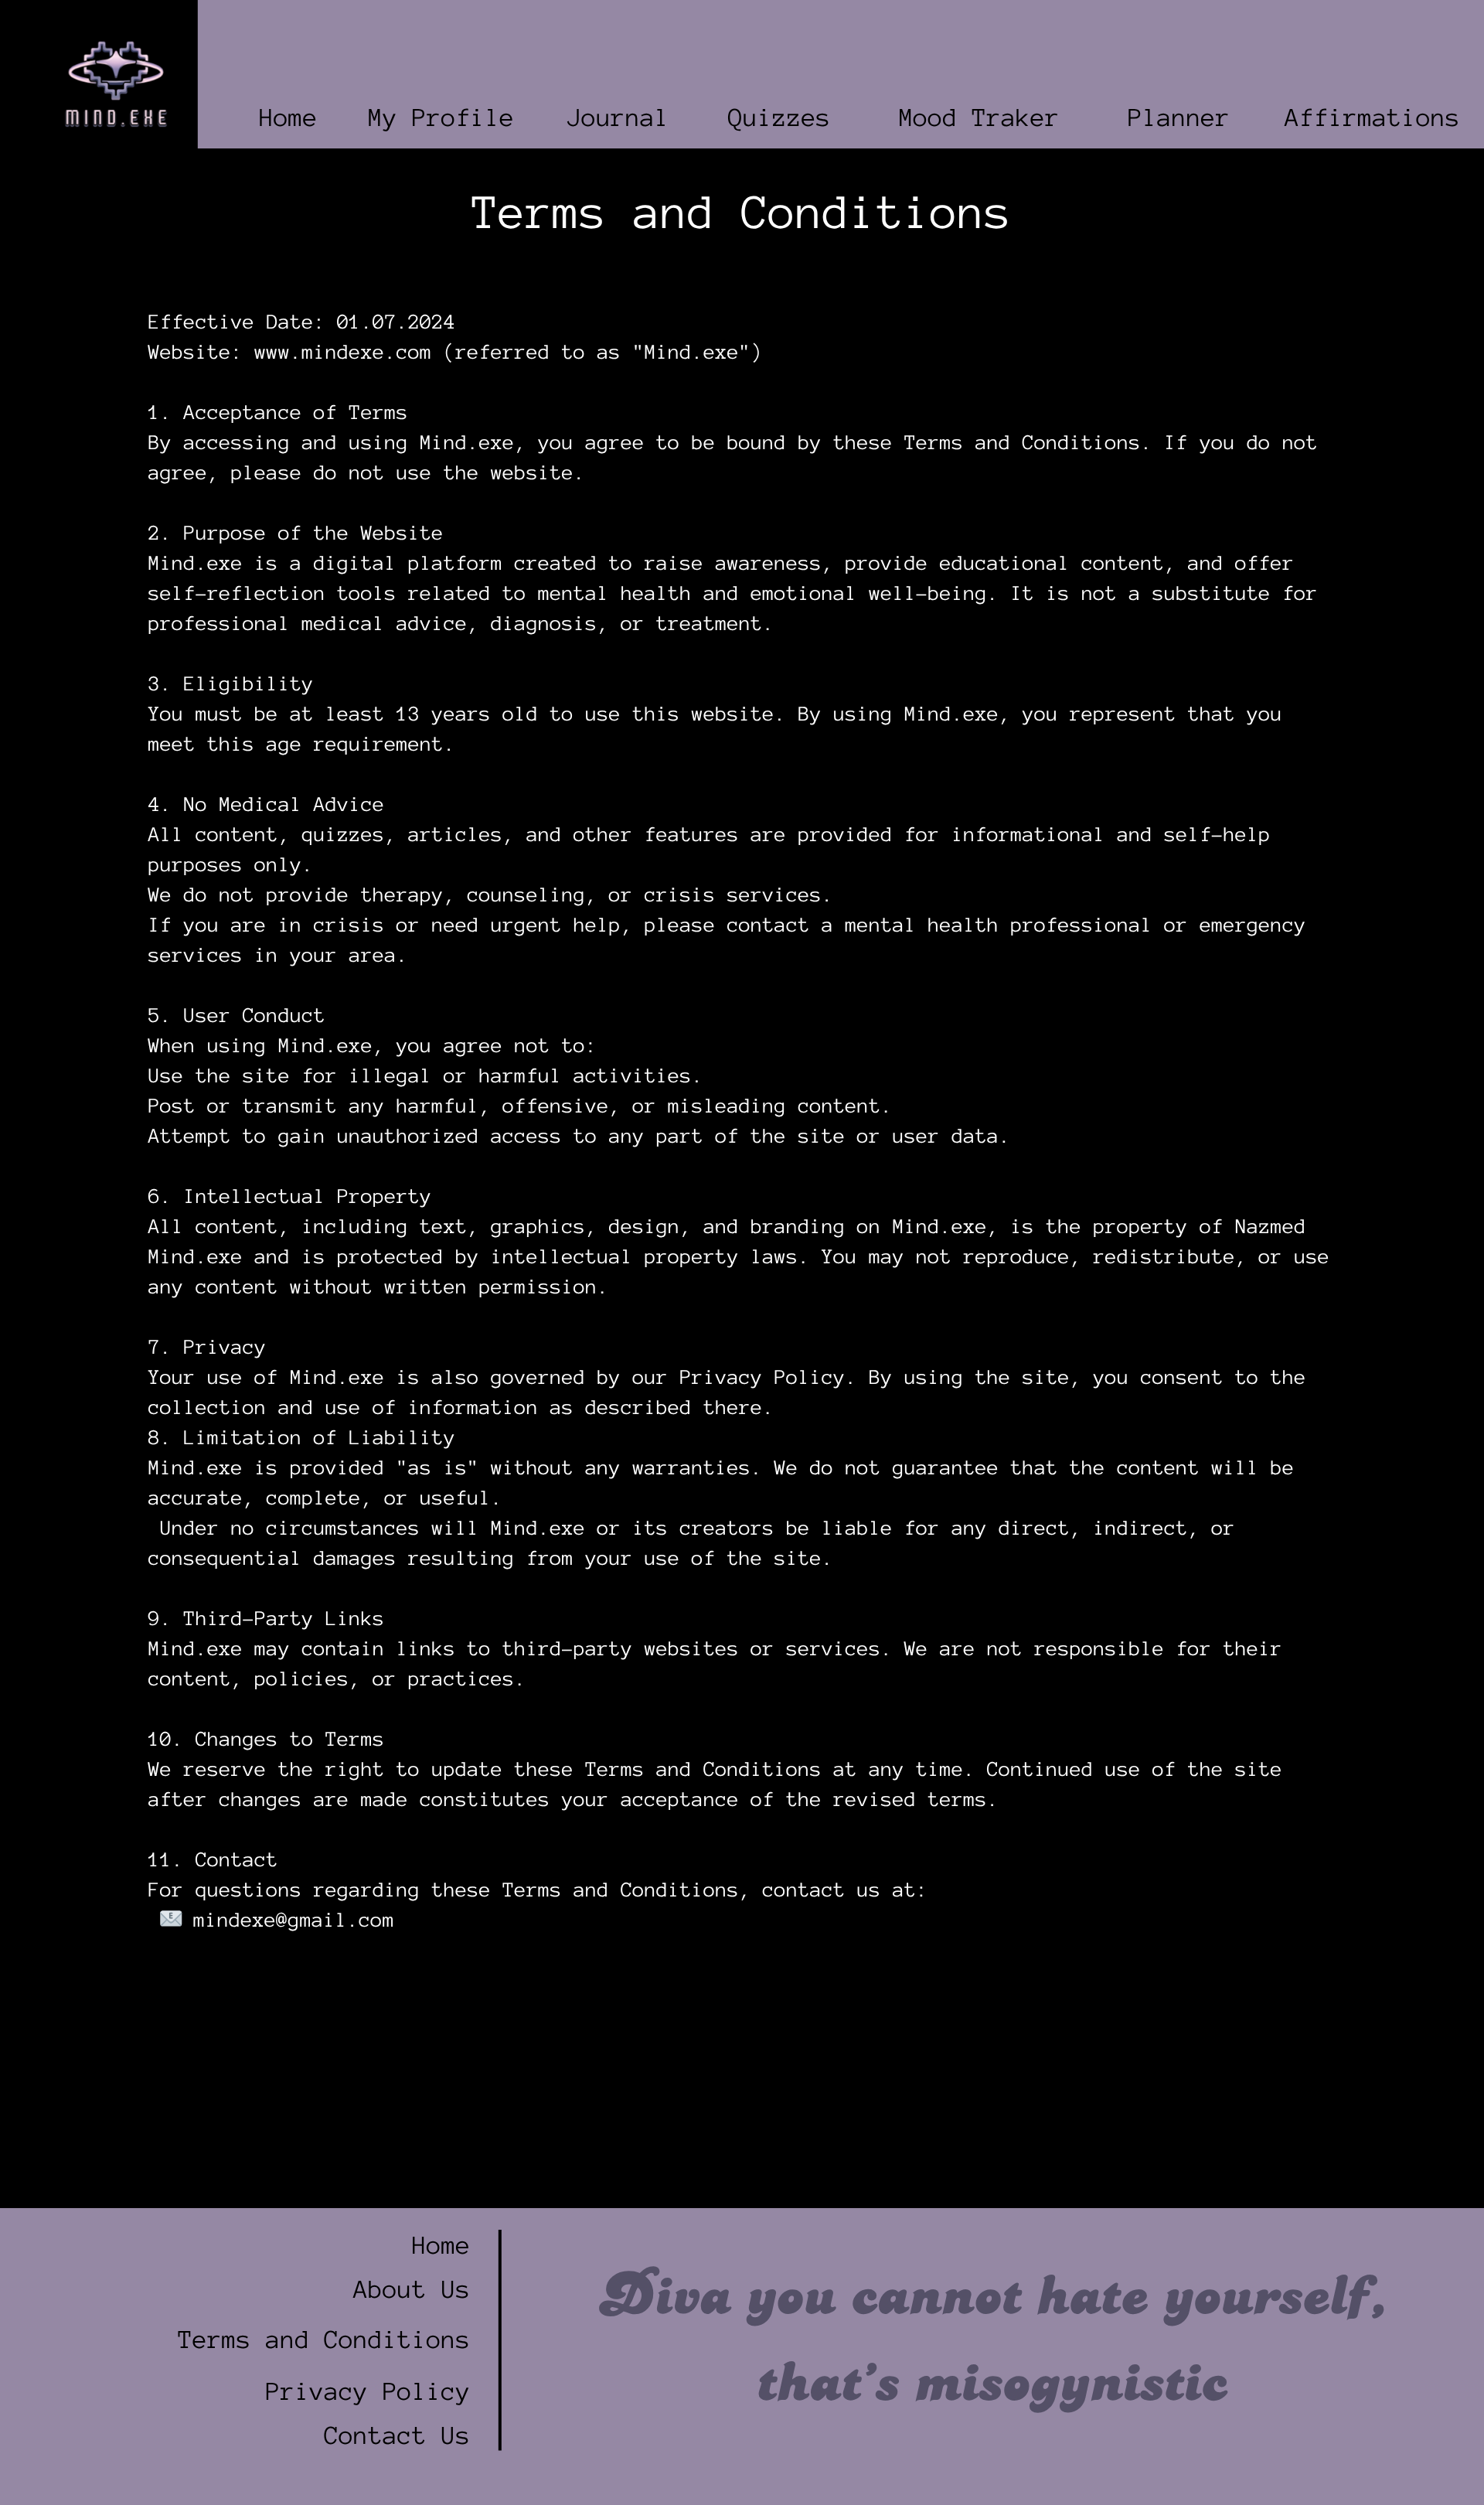 MIND.EXE
Home My Profile Journal Quizzes Mood Traker Planner Affirmations
Terms and Conditions
Effective Date: 01.07.2024
Website: www.mindexe.com (referred to as "Mind.exe")
1. Acceptance of Terms
By accessing and using Mind.exe, you agree to be bound by these Terms and Conditions. If you do not
agree, please do not use the website.
2. Purpose of the Website
Mind.exe is a digital platform created to raise awareness, provide educational content, and offer
self-reflection tools related to mental health and emotional well-being. It is not a substitute for
professional medical advice, diagnosis, or treatment.
3. Eligibility
You must be at least 13 years old to use this website. By using Mind.exe, you represent that you
meet this age requirement.
4. No Medical Advice
All content, quizzes, articles, and other features are provided for informational and self-help
purposes only.
We do not provide therapy, counseling, or crisis services.
If you are in crisis or need urgent help, please contact a mental health professional or emergency
services in your area.
5. User Conduct
When using Mind.exe, you agree not to:
Use the site for illegal or harmful activities.
Post or transmit any harmful, offensive, or misleading content.
Attempt to gain unauthorized access to any part of the site or user data.
6. Intellectual Property
All content, including text, graphics, design, and branding on Mind.exe, is the property of Nazmed
Mind.exe and is protected by intellectual property laws. You may not reproduce, redistribute, or use
any content without written permission.
7. Privacy
Your use of Mind.exe is also governed by our Privacy Policy. By using the site, you consent to the
collection and use of information as described there.
8. Limitation of Liability
Mind.exe is provided "as is" without any warranties. We do not guarantee that the content will be
accurate, complete, or useful.
Under no circumstances will Mind.exe or its creators be liable for any direct, indirect, or
consequential damages resulting from your use of the site.
9. Third-Party Links
Mind.exe may contain links to third-party websites or services. We are not responsible for their
content, policies, or practices.
10. Changes to Terms
We reserve the right to update these Terms and Conditions at any time. Continued use of the site
after changes are made constitutes your acceptance of the revised terms.
11. Contact
For questions regarding these Terms and Conditions, contact us at:
📧 mindexe@gmail.com
Home
About Us
Terms and Conditions
Privacy Policy
Contact Us
Diva you cannot hate yourself,
that's misogynistic